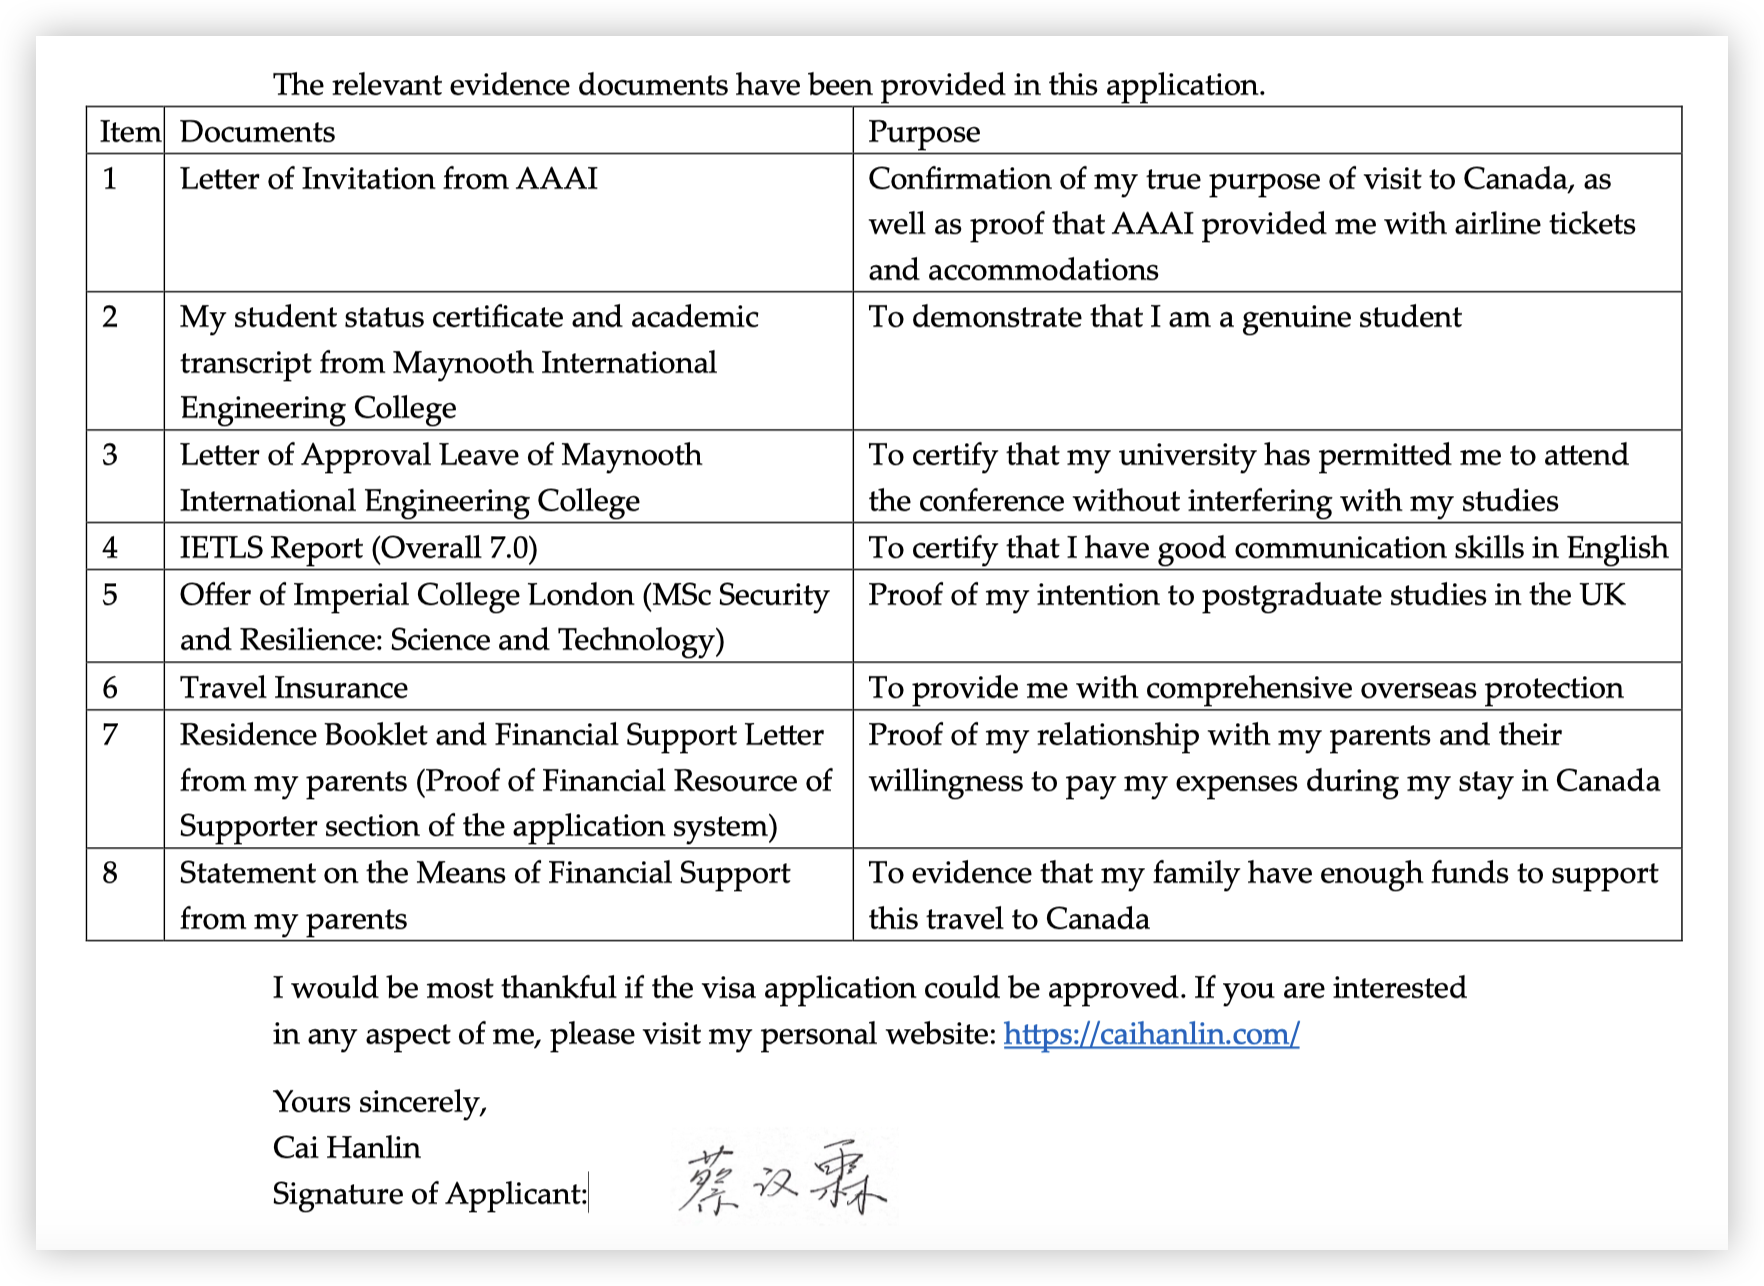 The relevant evidence documents have been provided in this application.
Item Documents Purpose
1 Letter of Invitation from AAAI Confirmation of my true purpose of visit to Canada, as
well as proof that AAAI provided me with airline tickets
and accommodations
2 My student status certificate and academic To demonstrate that I am a genuine student
transcript from Maynooth International
Engineering College
3 Letter of Approval Leave of Maynooth To certify that my university has permitted me to attend
International Engineering College the conference without interfering with my studies
4 IETLS Report (Overall 7.0) To certify that I have good communication skills in English
5 Offer of Imperial College London (MSc Security Proof of my intention to postgraduate studies in the UK
and Resilience: Science and Technology)
6 Travel Insurance To provide me with comprehensive overseas protection
7 Residence Booklet and Financial Support Letter Proof of my relationship with my parents and their
from my parents (Proof of Financial Resource of willingness to pay my expenses during my stay in Canada
Supporter section of the application system)
8 Statement on the Means of Financial Support To evidence that my family have enough funds to support
from my parents this travel to Canada
I would be most thankful if the visa application could be approved. If you are interested
in any aspect of me, please visit my personal website: https://caihanlin.com/
Yours sincerely,
Cai Hanlin
Signature of Applicant: 蔡汉霖